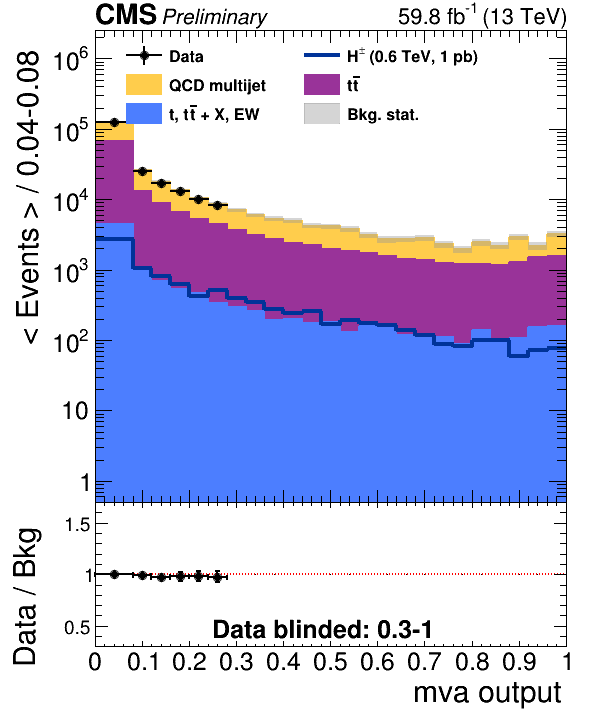 CMS Preliminary 59.8 fb⁻¹ (13 TeV)
< Events > / 0.04-0.08
10⁶
10⁵
10⁴
10³
10²
10
1
Data
H± (0.6 TeV, 1 pb)
QCD multijet
tt̄
t, tt̄ + X, EW
Bkg. stat.
Data / Bkg
1.5
1
0.5
Data blinded: 0.3-1
0 0.1 0.2 0.3 0.4 0.5 0.6 0.7 0.8 0.9 1
mva output